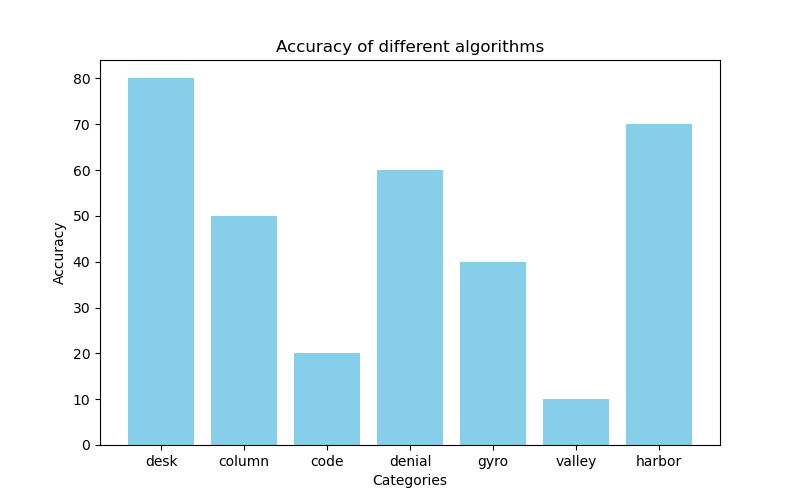 Accuracy of different algorithms
Accuracy
80
70
60
50
40
30
20
10
0
desk column code denial gyro valley harbor
Categories